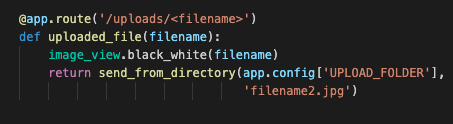 @app.route('/uploads/<filename>')
def uploaded_file(filename):
    image_view.black_white(filename)
    return send_from_directory(app.config['UPLOAD_FOLDER'],
                               'filename2.jpg')